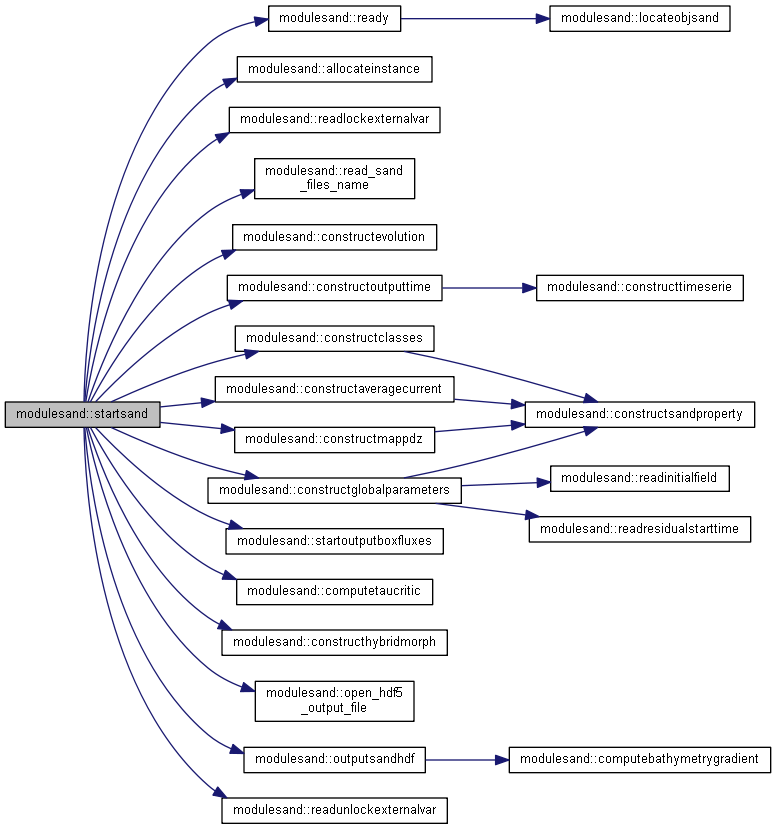 modulesand::startsand
modulesand::ready
modulesand::locateobjsand
modulesand::allocateinstance
modulesand::readlockexternalvar
modulesand::read_sand
_files_name
modulesand::constructevolution
modulesand::constructoutputtime
modulesand::constructtimeserie
modulesand::constructclasses
modulesand::constructaveragecurrent
modulesand::constructsandproperty
modulesand::constructmappdz
modulesand::constructglobalparameters
modulesand::readinitialfield
modulesand::readresidualstarttime
modulesand::startoutputboxfluxes
modulesand::computetaucritic
modulesand::constructhybridmorph
modulesand::open_hdf5
_output_file
modulesand::outputsandhdf
modulesand::computebathymetrygradient
modulesand::readunlockexternalvar